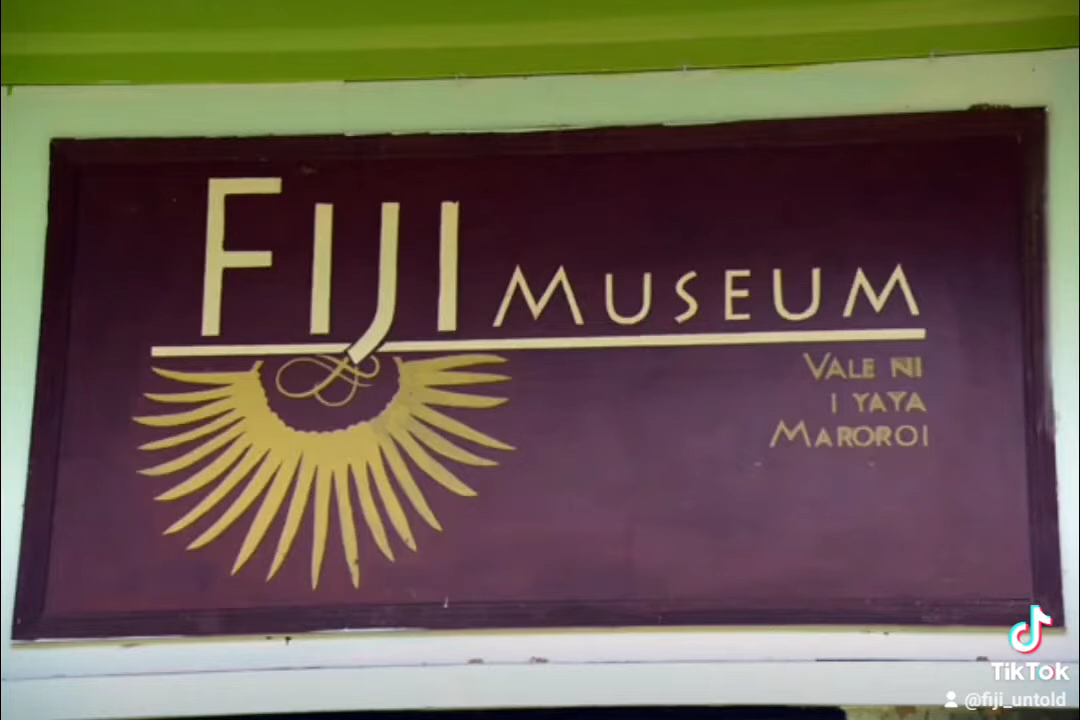 FIJI MUSEUM
VALE NI
I YAYA
MAROROI
TikTok
@fiji_untold